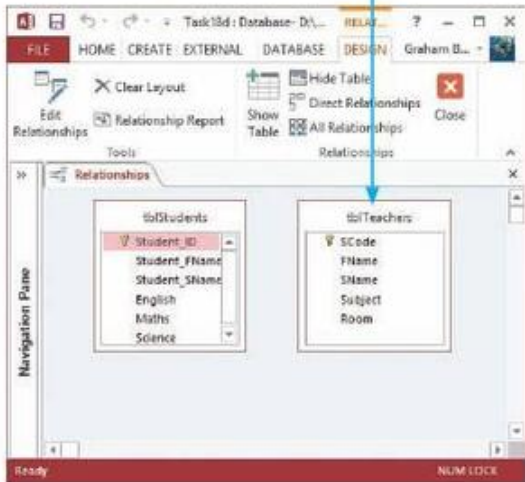 Task18d : Database- D:\... RELAT... ? - □ X
FILE HOME CREATE EXTERNAL DATABASE DESIGN Graham B...
Edit Relationships
Clear Layout
Relationship Report
Tools
Show Table
Hide Table
Direct Relationships
All Relationships
Close
Relationships
Relationships
Navigation Pane
tblStudents
Student_ID
Student_FName
Student_SName
English
Maths
Science
tblTeachers
SCode
FName
SName
Subject
Room
Ready NUM LOCK